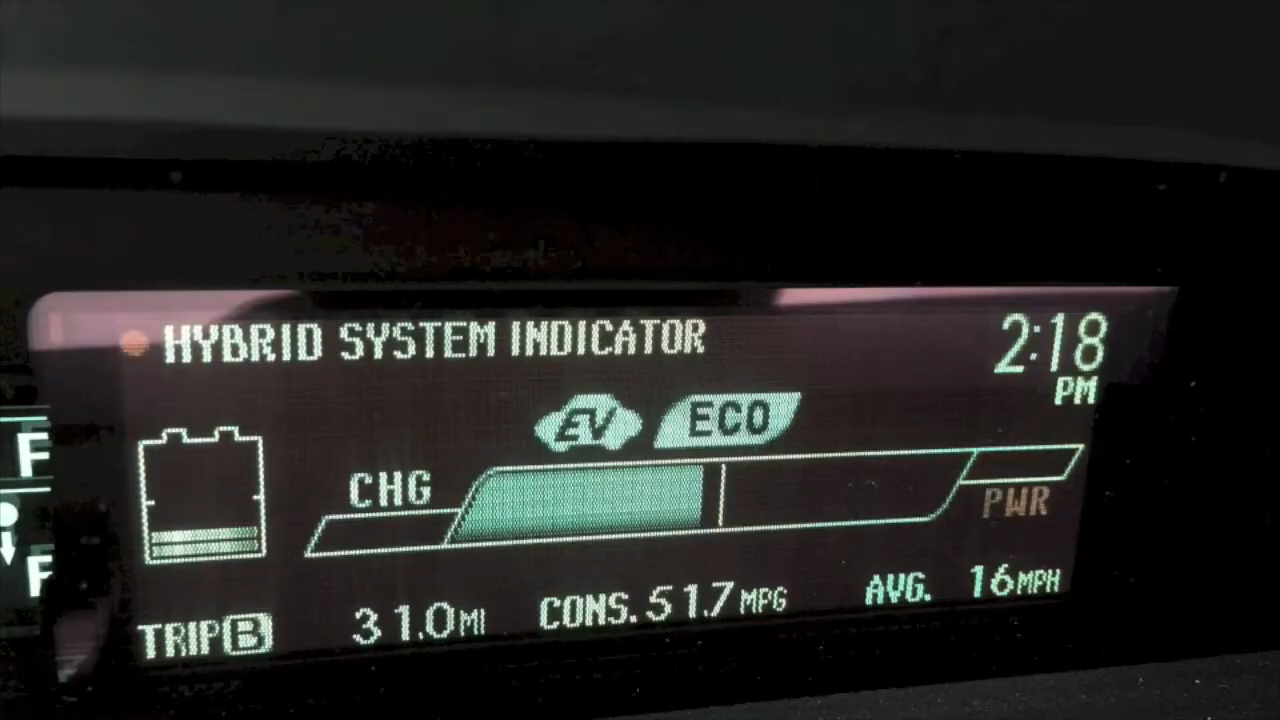 HYBRID SYSTEM INDICATOR
2:18
PM
EV ECO
CHG
PWR
TRIP B 31.0 MI CONS. 51.7 MPG AVG. 16 MPH
F
F